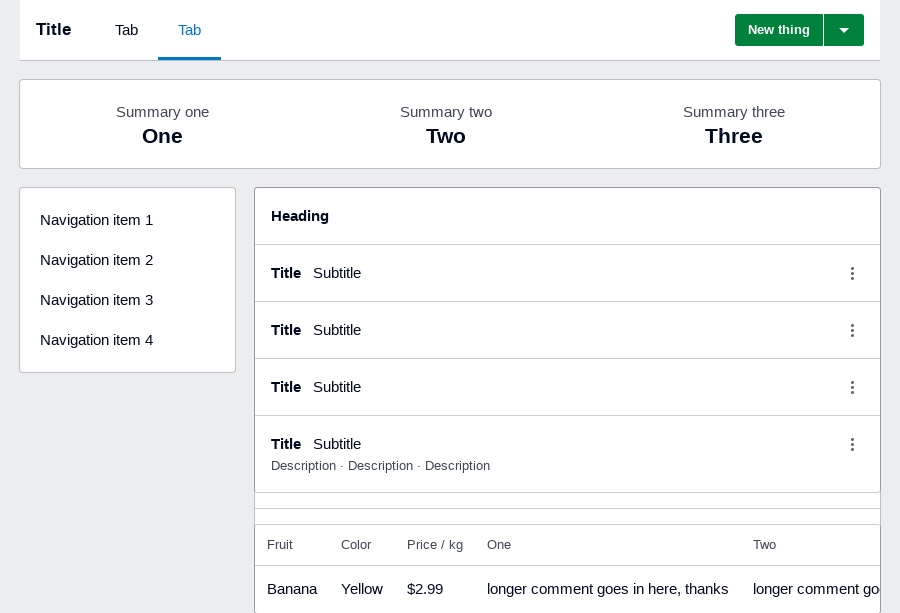 Title Tab Tab New thing
Summary one Summary two Summary three
One Two Three
Navigation item 1
Navigation item 2
Navigation item 3
Navigation item 4
Heading
Title Subtitle
Title Subtitle
Title Subtitle
Title Subtitle
Description · Description · Description
Fruit Color Price / kg One Two
Banana Yellow $2.99 longer comment goes in here, thanks longer comment go